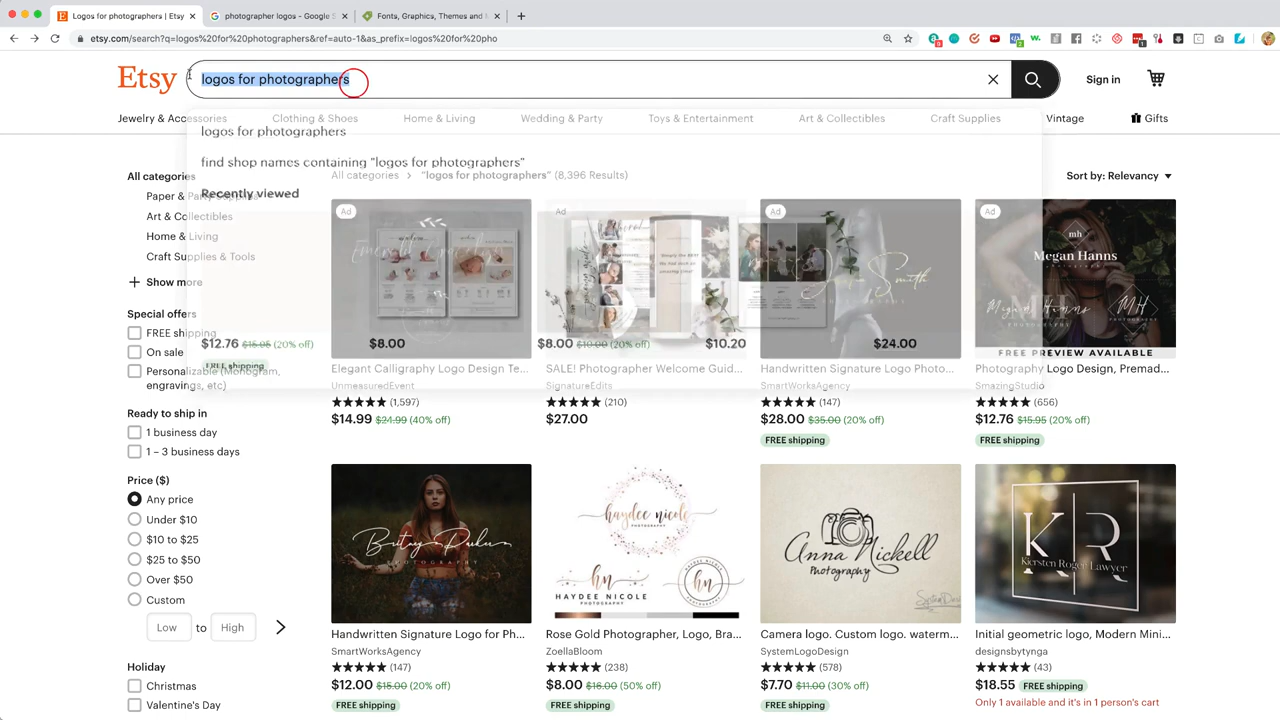 Logos for photographers | Etsy
photographer logos - Google S
Fonts, Graphics, Themes and
etsy.com/search?q=logos%20for%20photographers&ref=auto-1&as_prefix=logos%20for%20pho
Etsy
logos for photographers
Sign in
Jewelry & Accessories
Clothing & Shoes
Home & Living
Wedding & Party
Toys & Entertainment
Art & Collectibles
Craft Supplies
Vintage
Gifts
logos for photographers
find shop names containing "logos for photographers"
Recently viewed
$12.76 $15.95 (20% off)
FREE shipping
$8.00
$8.00 $10.00 (20% off)
$10.20
$24.00
All categories > "logos for photographers" (8,396 Results)
Sort by: Relevancy
All categories
Paper & Party Supplies
Art & Collectibles
Home & Living
Craft Supplies & Tools
Show more
Special offers
FREE shipping
On sale
Personalizable (Monogram,
engravings, etc)
Ready to ship in
1 business day
1 – 3 business days
Price ($)
Any price
Under $10
$10 to $25
$25 to $50
Over $50
Custom
Low to High
Holiday
Christmas
Valentine's Day
Ad
Elegant Calligraphy Logo Design Te...
UnmeasuredEvent
(1,597)
$14.99 $24.99 (40% off)
Ad
SALE! Photographer Welcome Guid...
SignatureEdits
(210)
$27.00
Ad
Smith
Handwritten Signature Logo Photo...
SmartWorksAgency
(147)
$28.00 $35.00 (20% off)
FREE shipping
Ad
mh
Megan Hanns
Photography
Megan Hanns
MH
FREE PREVIEW AVAILABLE
Photography Logo Design, Premad...
SmazingStudio
(656)
$12.76 $15.95 (20% off)
FREE shipping
Britney Parker
Handwritten Signature Logo for Ph...
SmartWorksAgency
(147)
$12.00 $15.00 (20% off)
FREE shipping
haydee nicole
PHOTOGRAPHY
hn
HAYDEE NICOLE
PHOTOGRAPHY
hn
Rose Gold Photographer, Logo, Bra...
ZoellaBloom
(238)
$8.00 $16.00 (50% off)
FREE shipping
Anna Nickell
Photography
Camera logo. Custom logo. waterm...
SystemLogoDesign
(578)
$7.70 $11.00 (30% off)
FREE shipping
KR
Kiersten Rogee Lawyer
Initial geometric logo, Modern Mini...
designsbytynga
(43)
$18.55 FREE shipping
Only 1 available and it's in 1 person's cart